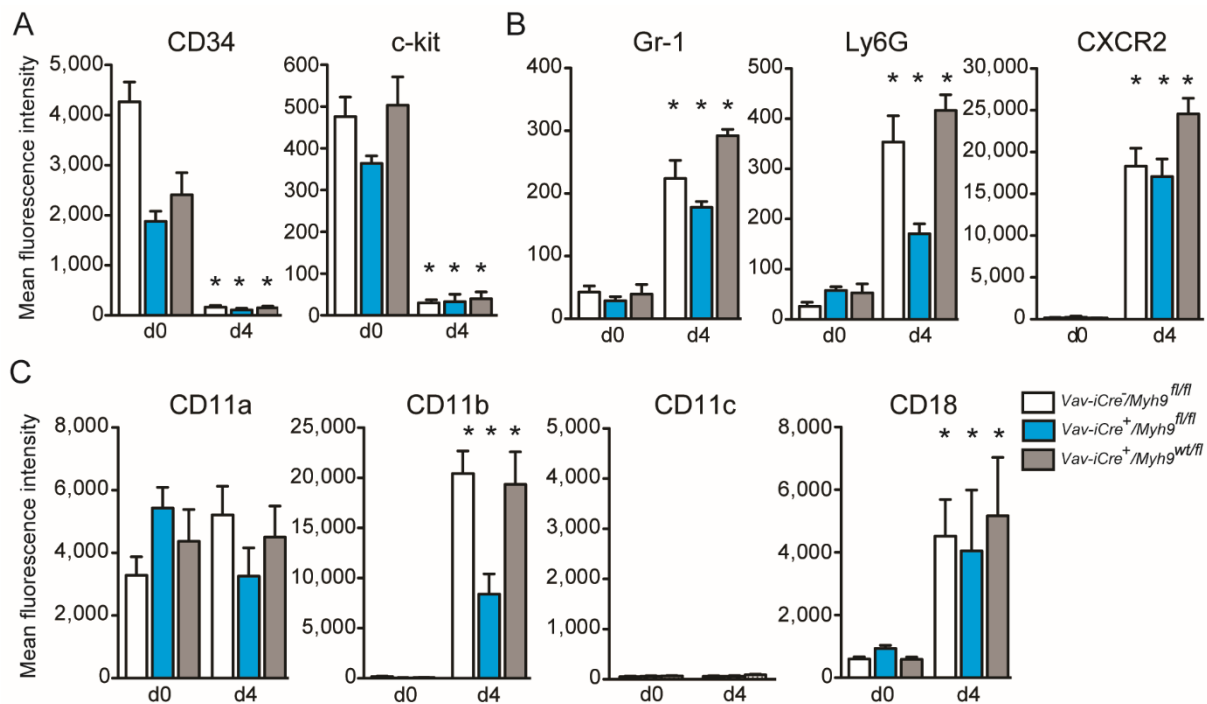 A
CD34
c-kit
Mean fluorescence intensity
5,000
4,000
3,000
2,000
1,000
0
d0
d4
* * *
600
500
400
300
200
100
0
d0
d4
* * *
B
Gr-1
Ly6G
CXCR2
400
300
200
100
0
d0
d4
* * *
500
400
300
200
100
0
d0
d4
* * *
30,000
25,000
20,000
15,000
10,000
5,000
0
d0
d4
* * *
C
CD11a
CD11b
CD11c
CD18
Mean fluorescence intensity
8,000
6,000
4,000
2,000
0
d0
d4
25,000
20,000
15,000
10,000
5,000
0
d0
d4
* * *
5,000
4,000
3,000
2,000
1,000
0
d0
d4
8,000
6,000
4,000
2,000
0
d0
d4
* * *
Vav-iCre-/Myh9fl/fl
Vav-iCre+/Myh9fl/fl
Vav-iCre+/Myh9wt/fl